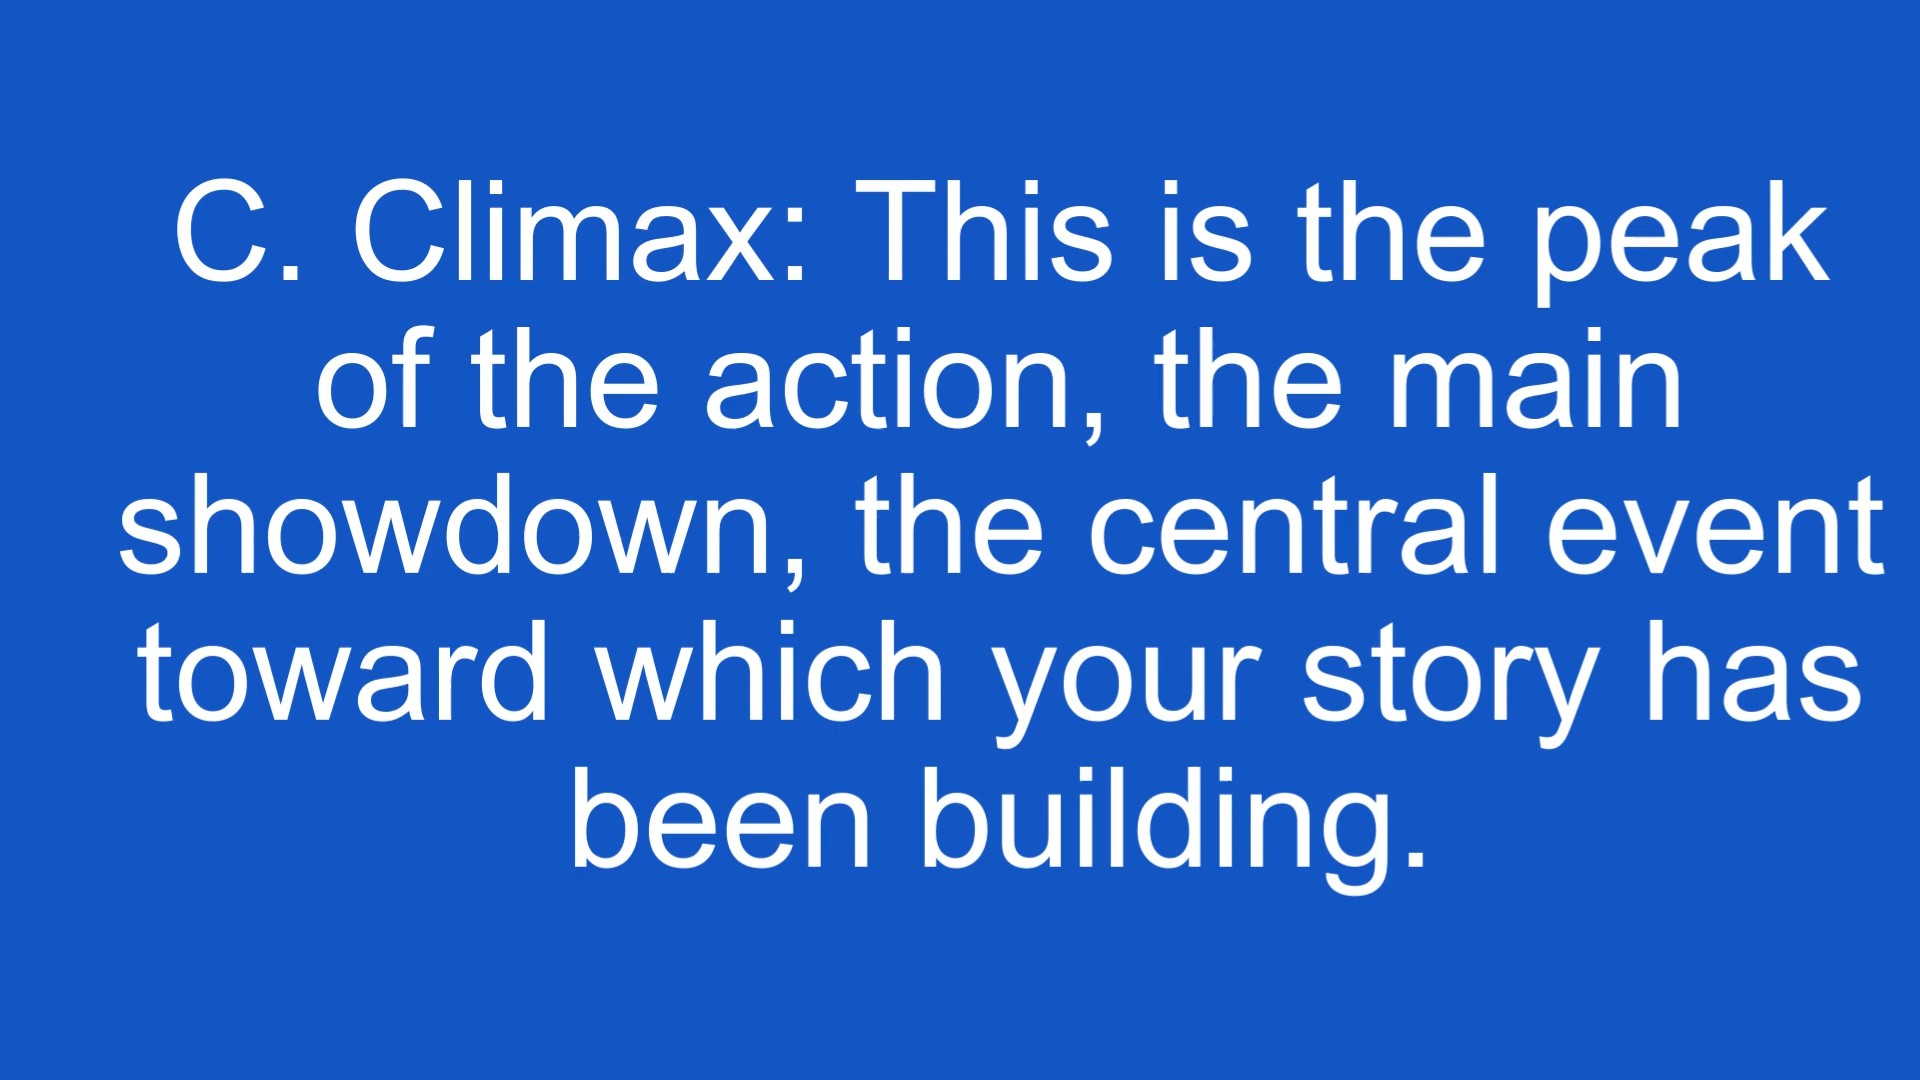 C. Climax: This is the peak
of the action, the main
showdown, the central event
toward which your story has
been building.